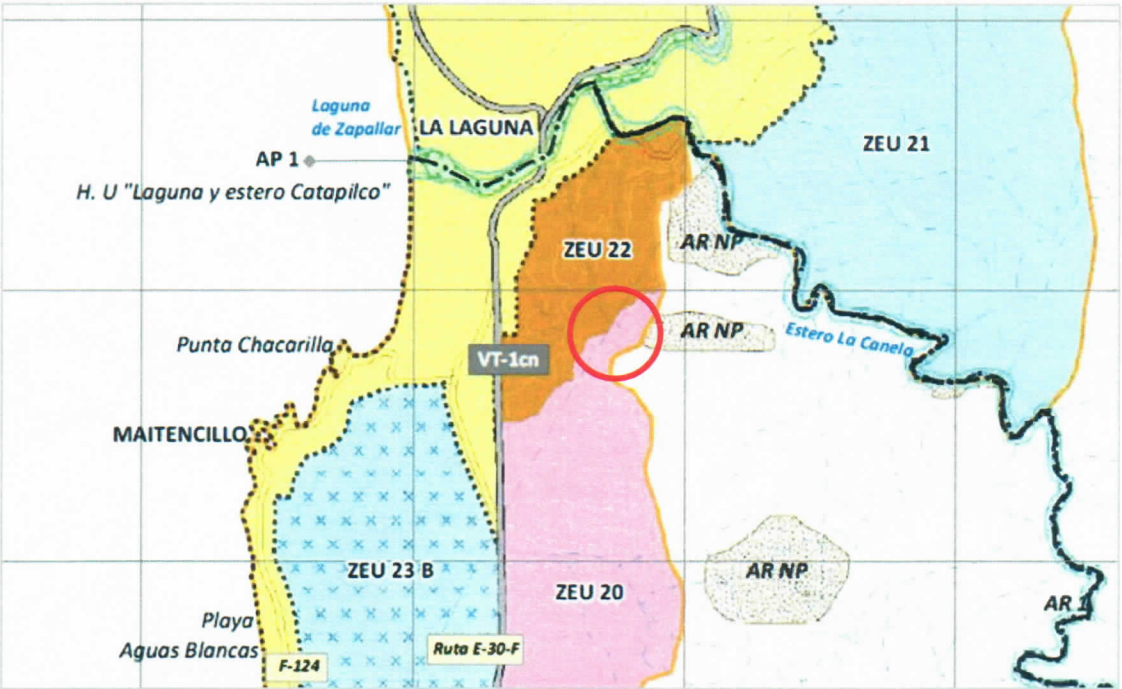 Laguna
de Zapallar
LA LAGUNA
ZEU 21
AP 1
H. U "Laguna y estero Catapilco"
ZEU 22
AR NP
Punta Chacarilla
VT-1cn
AR NP
Estero La Canela
MAITENCILLO
ZEU 23 B
ZEU 20
AR NP
AR 1
Playa
Aguas Blancas
F-124
Ruta E-30-F